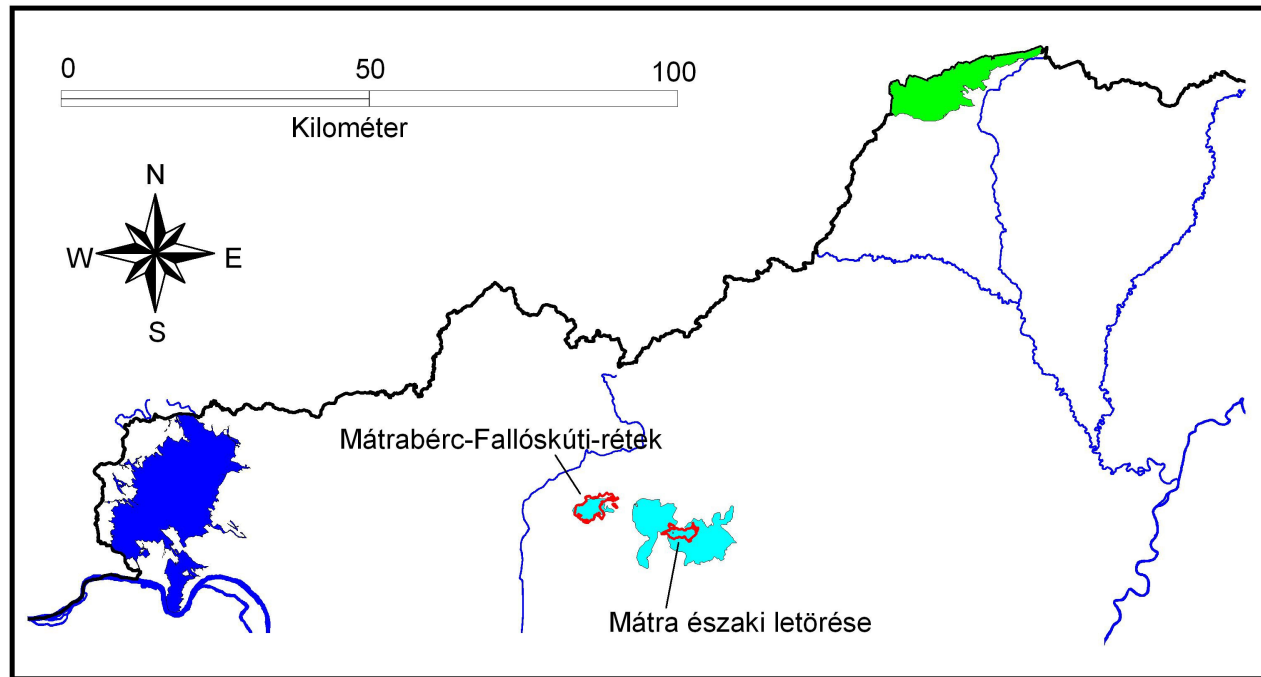 0 50 100
Kilométer
N
W E
S
Mátrabérc-Fallóskúti-rétek
Mátra északi letörése